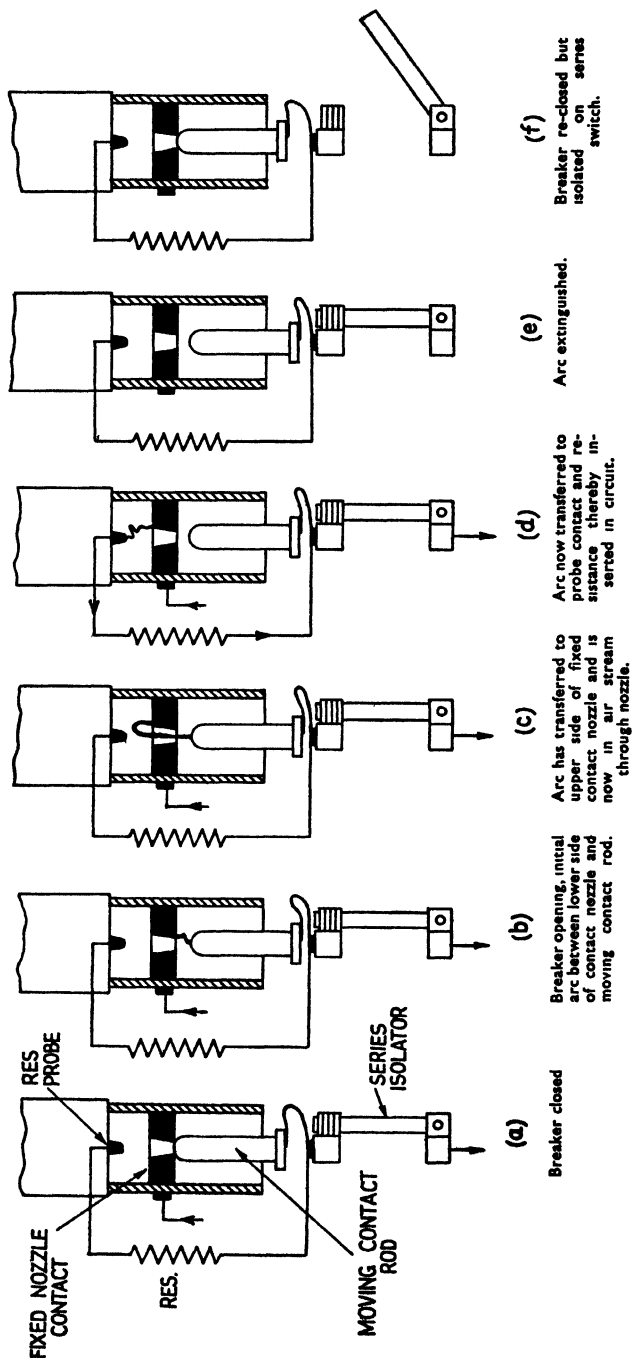 FIXED NOZZLE
CONTACT
RES
PROBE
RES.
MOVING CONTACT
ROD
SERIES
ISOLATOR
(a)
Breaker closed
(b)
Breaker opening, initial
arc between lower side
of contact nezzle and
moving contact rod.
(c)
Arc has transferred to
upper side of fixed
contact nozzle and is
now in air stream
through nozzle.
(d)
Arc now transferred to
probe contact and re-
sistance thereby in-
serted in circuit.
(e)
Arc extinguished.
(f)
Breaker re-closed but
isolated on series
switch.